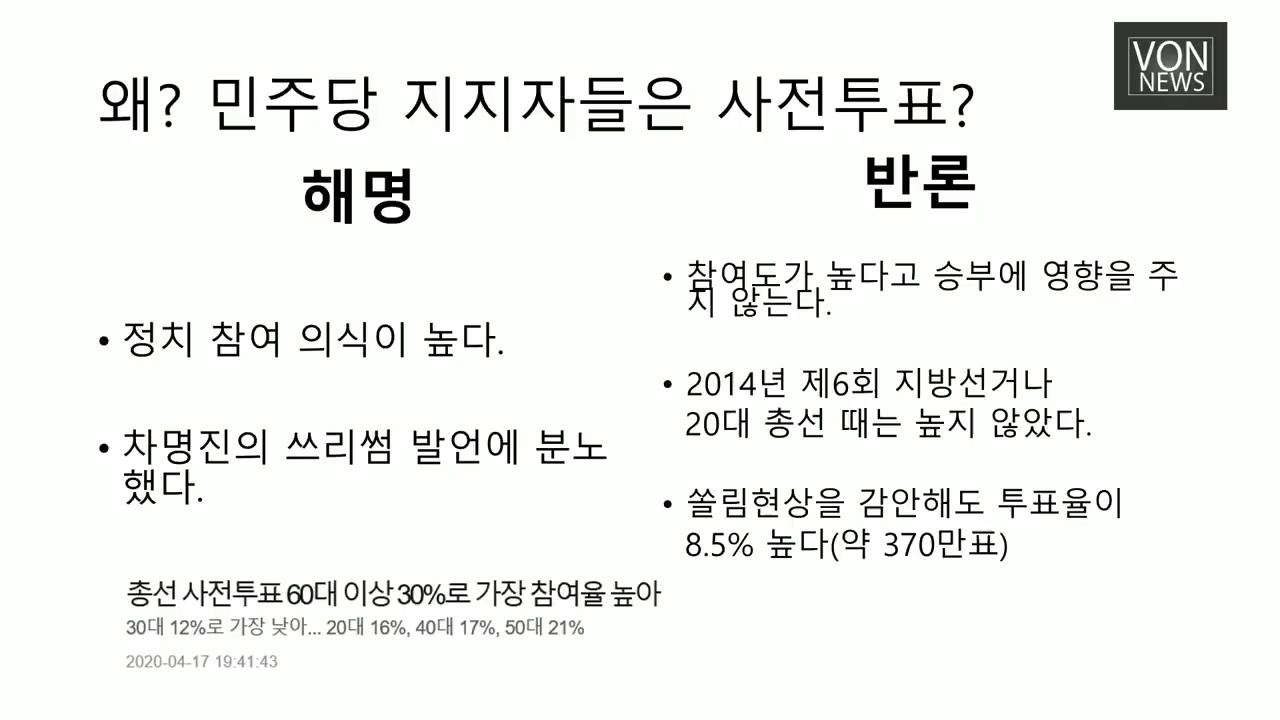 VON
NEWS
왜? 민주당 지지자들은 사전투표?
해명
• 정치 참여 의식이 높다.
• 차명진의 쓰리썸 발언에 분노
했다.
반론
• 참여도가 높다고 승부에 영향을 주
지 않는다.
• 2014년 제6회 지방선거나
20대 총선 때는 높지 않았다.
• 쏠림현상을 감안해도 투표율이
8.5% 높다(약 370만표)
총선 사전투표 60대 이상 30%로 가장 참여율 높아
30대 12%로 가장 낮아... 20대 16%, 40대 17%, 50대 21%
2020-04-17 19:41:43